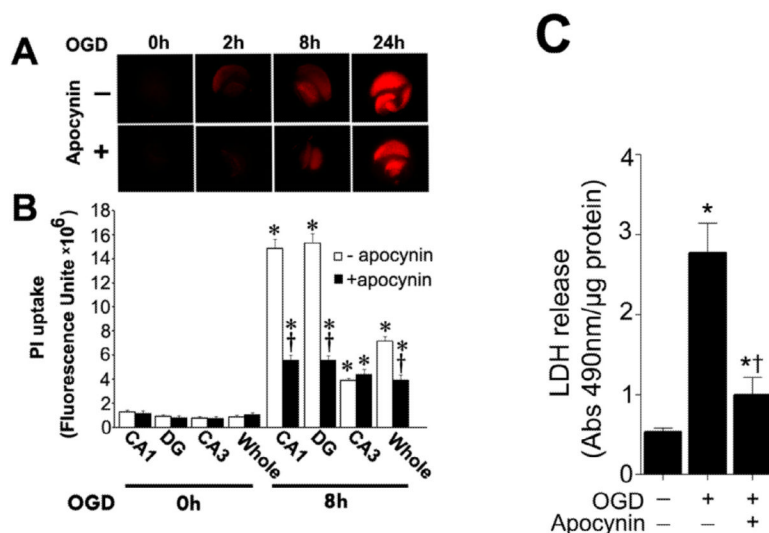 A
OGD 0h 2h 8h 24h
Apocynin
−
+
B
PI uptake
(Fluorescence Unite ×10⁶)
18
16
14
12
10
8
6
4
2
0
- apocynin
+apocynin
* * * * * * *
† † †
CA1 DG CA3 Whole CA1 DG CA3 Whole
OGD 0h 8h
C
LDH release
(Abs 490nm/µg protein)
4
3
2
1
0
*
*†
OGD − + +
Apocynin − − +